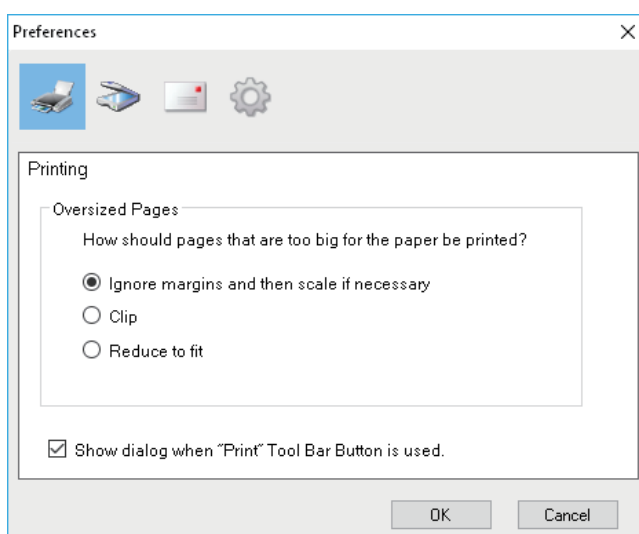 Preferences
Printing
Oversized Pages
How should pages that are too big for the paper be printed?
Ignore margins and then scale if necessary
Clip
Reduce to fit
Show dialog when "Print" Tool Bar Button is used.
OK
Cancel